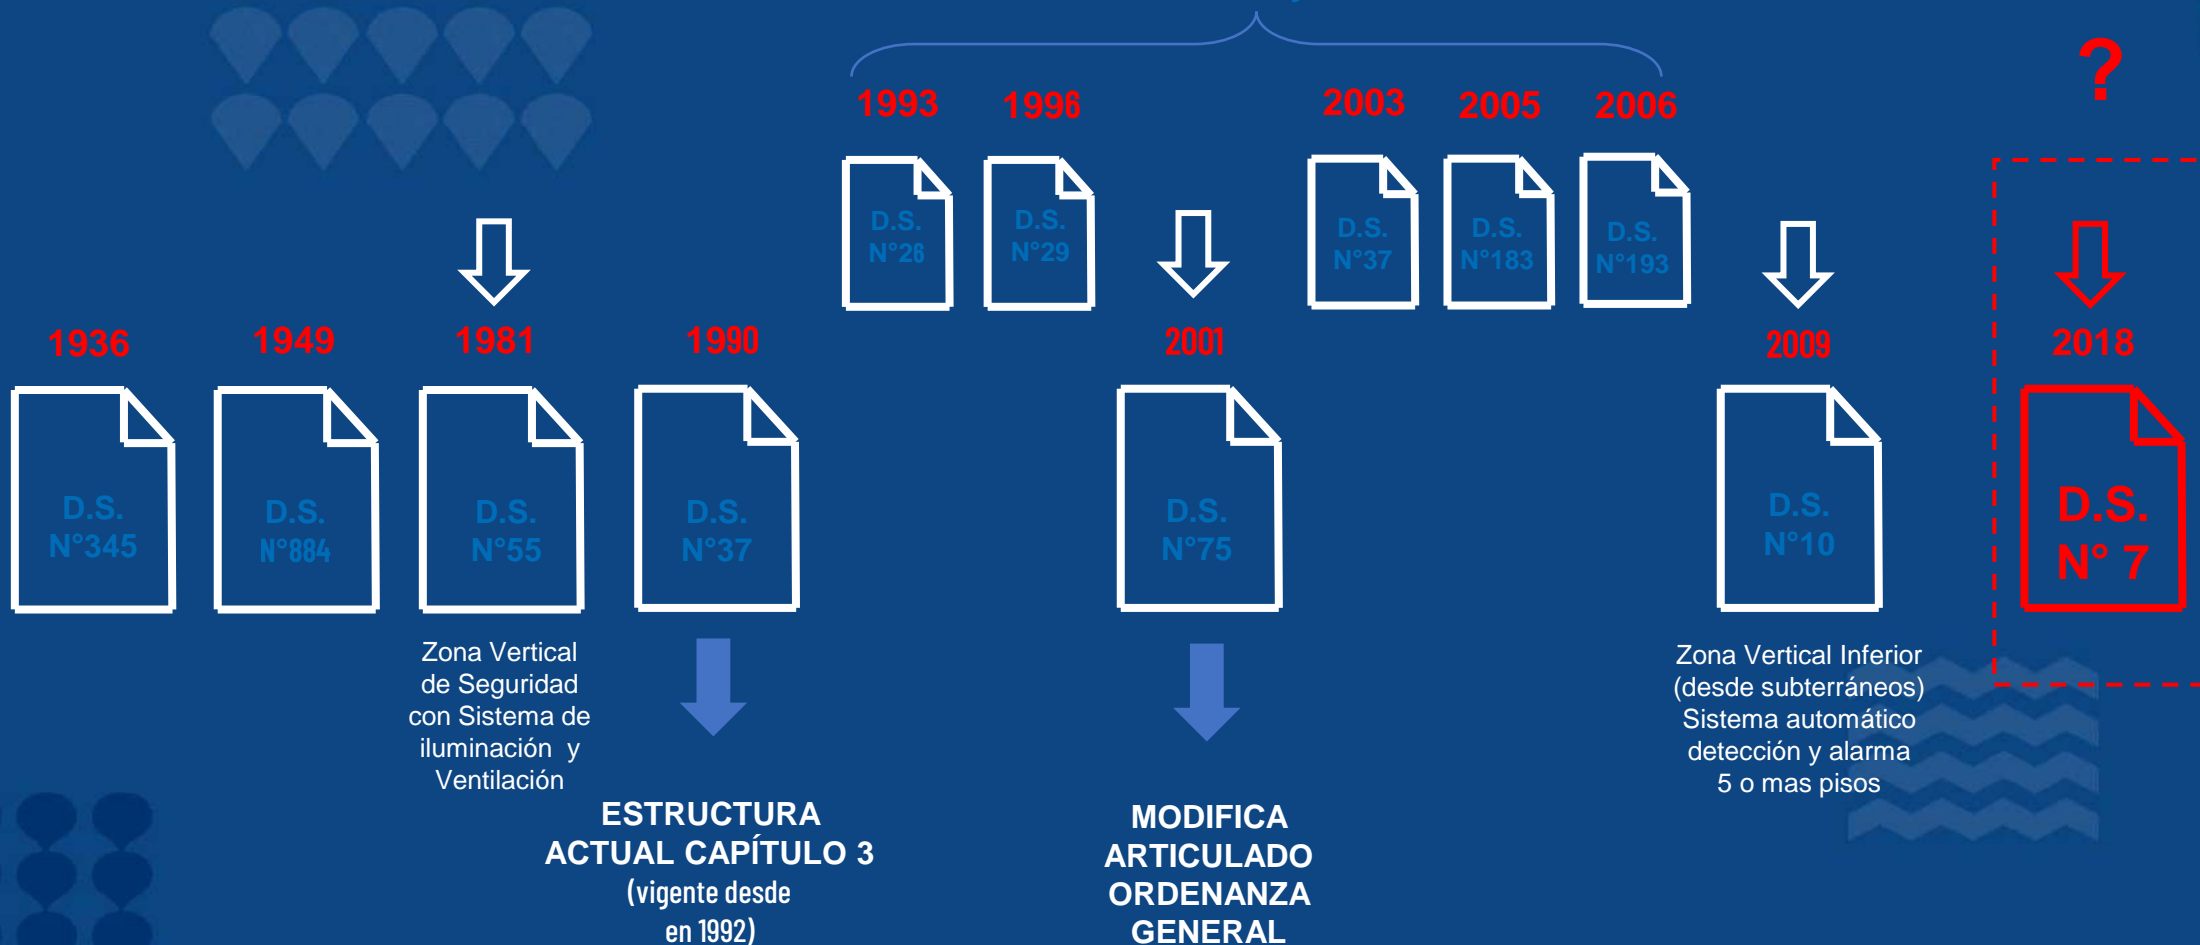 ?
1993
1996
2003
2005
2006
D.S.
N°26
D.S.
N°29
D.S.
N°37
D.S.
N°183
D.S.
N°193
1936
1949
1981
1990
2001
2009
2018
D.S.
N°345
D.S.
N°884
D.S.
N°55
D.S.
N°37
D.S.
N°75
D.S.
N°10
D.S.
N° 7
Zona Vertical
de Seguridad
con Sistema de
iluminación y
Ventilación
ESTRUCTURA
ACTUAL CAPÍTULO 3
(vigente desde
en 1992)
MODIFICA
ARTICULADO
ORDENANZA
GENERAL
Zona Vertical Inferior
(desde subterráneos)
Sistema automático
detección y alarma
5 o mas pisos